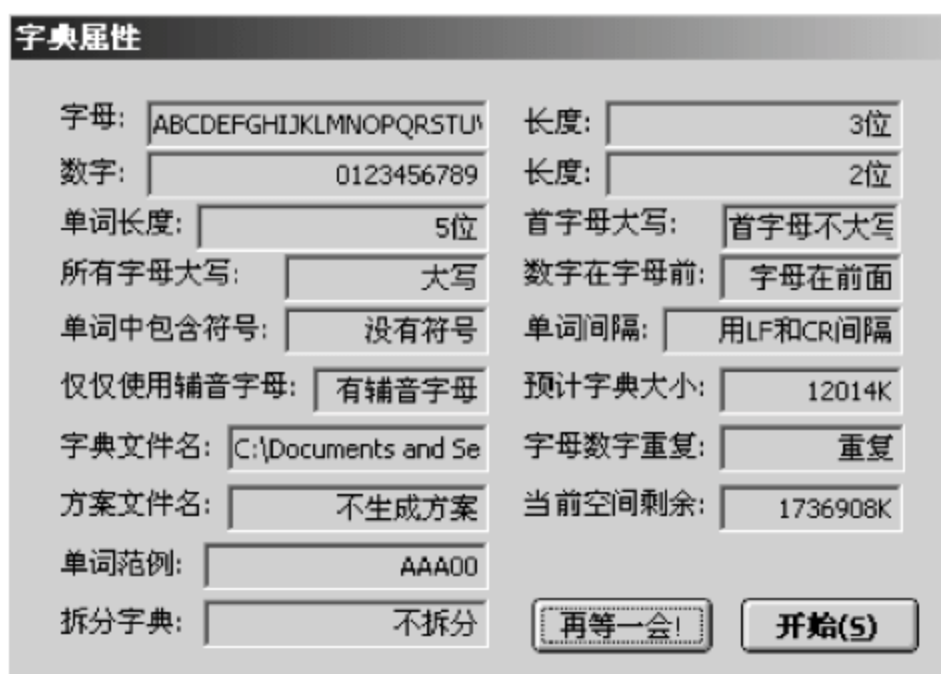 字典属性
字母: ABCDEFGHIJKLMNOPQRSTU 长度: 3位
数字: 0123456789 长度: 2位
单词长度: 5位 首字母大写: 首字母不大写
所有字母大写: 大写 数字在字母前: 字母在前面
单词中包含符号: 没有符号 单词间隔: 用LF和CR间隔
仅仅使用辅音字母: 有辅音字母 预计字典大小: 12014K
字典文件名: C:\Documents and Se 字母数字重复: 重复
方案文件名: 不生成方案 当前空间剩余: 1736908K
单词范例: AAA00
拆分字典: 不拆分 再等一会! 开始(S)